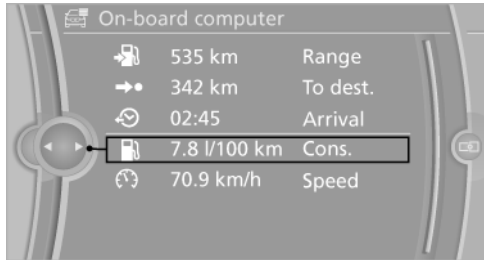 On-board computer
535 km Range
342 km To dest.
02:45 Arrival
7.8 l/100 km Cons.
70.9 km/h Speed